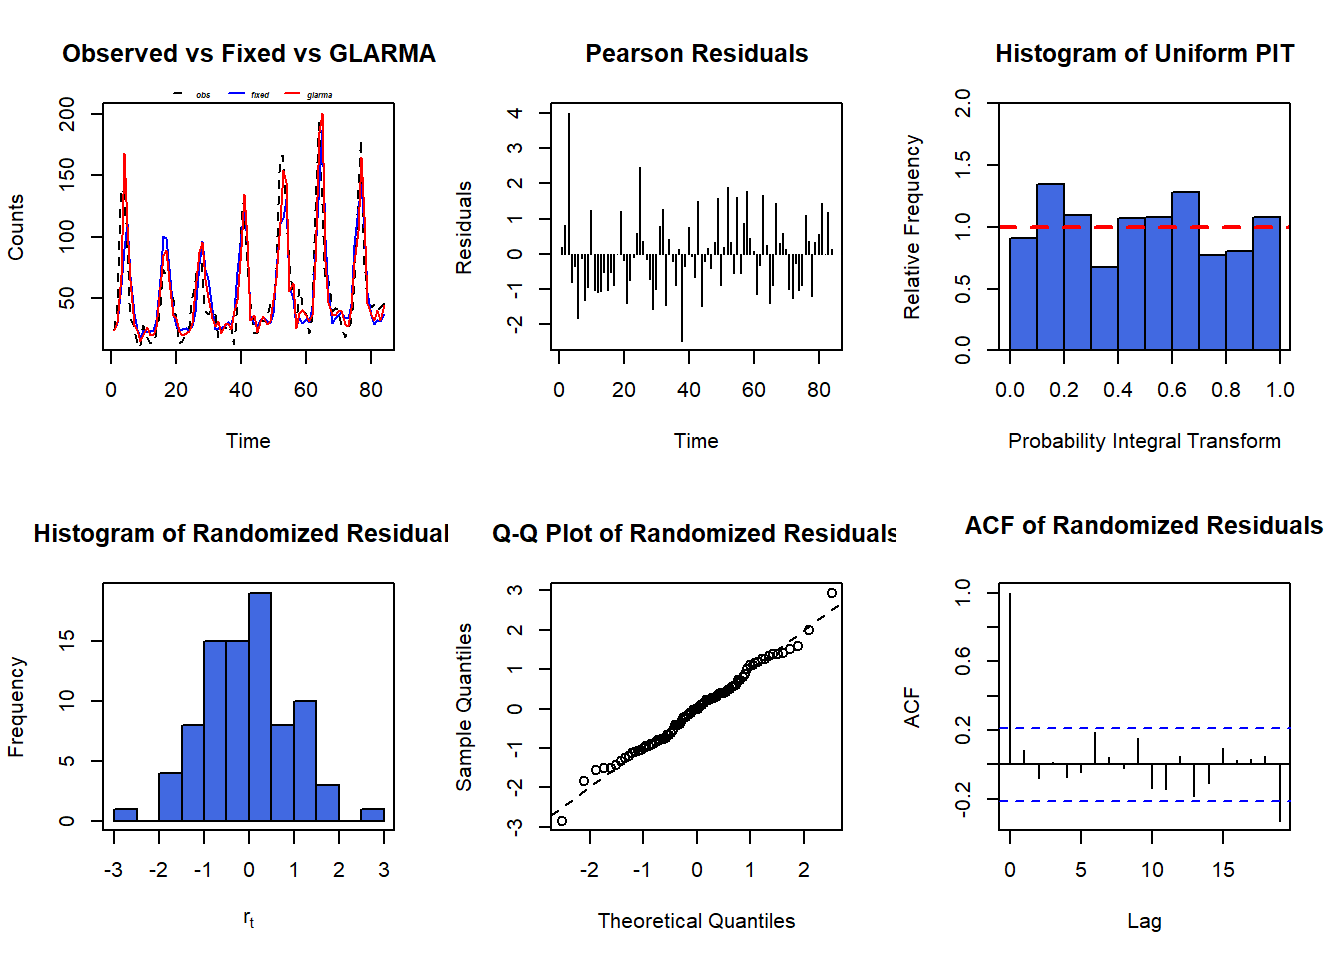 Observed vs Fixed vs GLARMA
obs fixed glarma
Counts
50 100 150 200
0 20 40 60 80
Time
Pearson Residuals
Residuals
-2 -1 0 1 2 3 4
0 20 40 60 80
Time
Histogram of Uniform PIT
Relative Frequency
0.0 0.5 1.0 1.5 2.0
0.0 0.2 0.4 0.6 0.8 1.0
Probability Integral Transform
Histogram of Randomized Residual
Frequency
0 5 10 15
-3 -2 -1 0 1 2 3
rt
Q-Q Plot of Randomized Residuals
Sample Quantiles
-3 -2 -1 0 1 2 3
-2 -1 0 1 2
Theoretical Quantiles
ACF of Randomized Residuals
ACF
-0.2 0.2 0.6 1.0
0 5 10 15
Lag